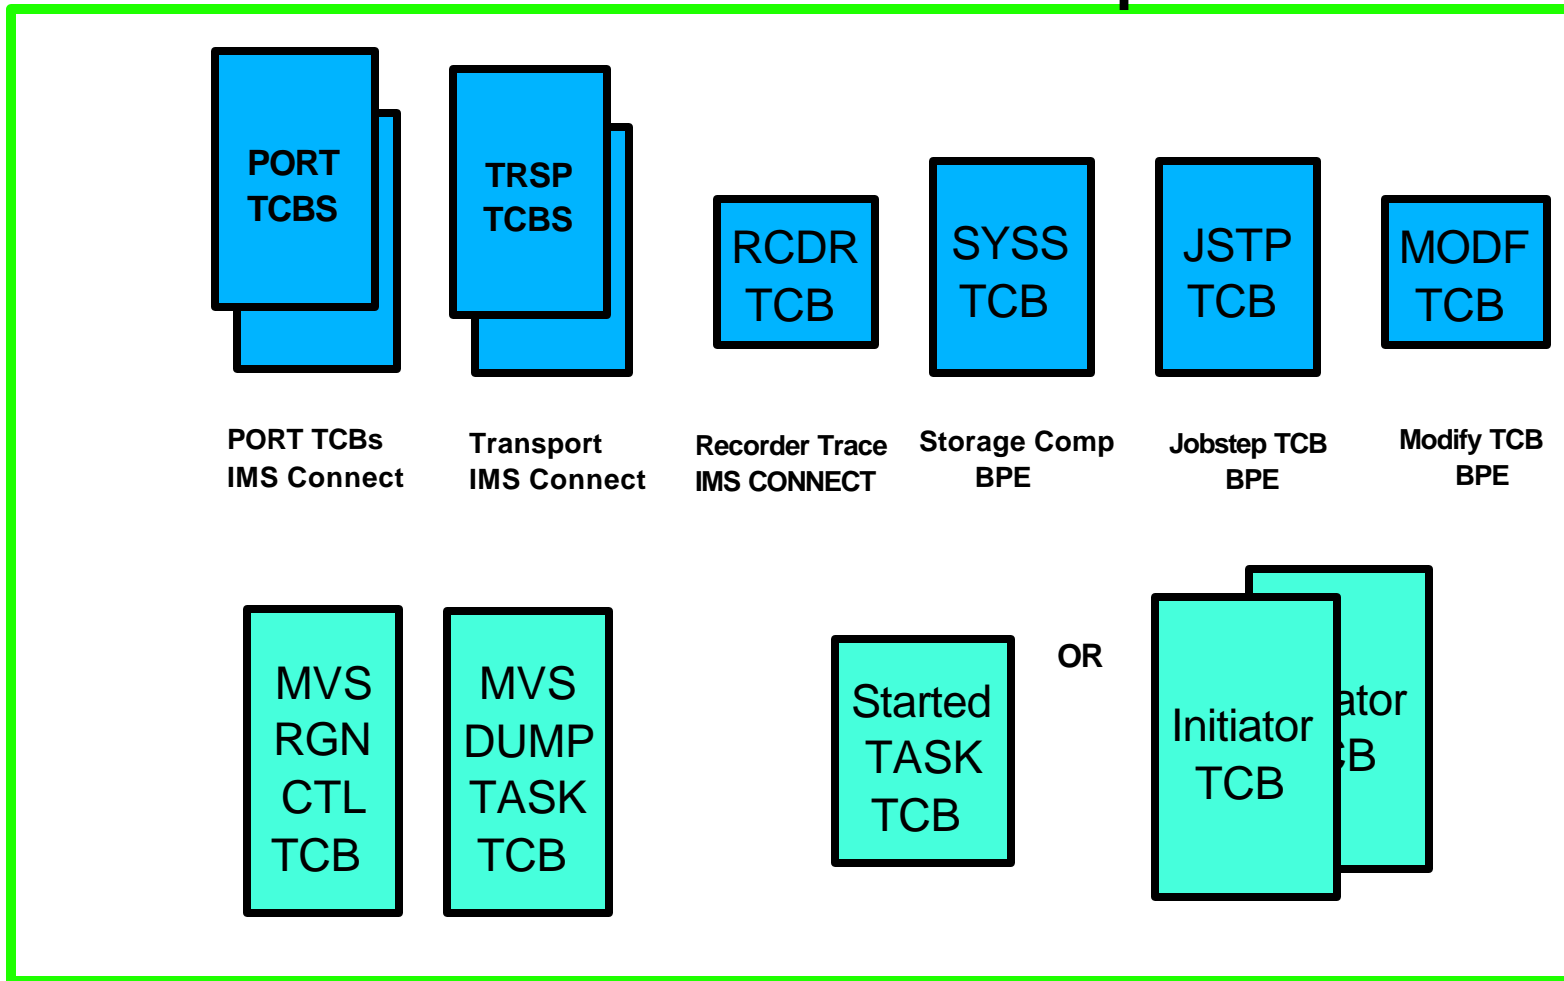 PORT
TCBS
TRSP
TCBS
RCDR
TCB
SYSS
TCB
JSTP
TCB
MODF
TCB
PORT TCBs
IMS Connect
Transport
IMS Connect
Recorder Trace
IMS CONNECT
Storage Comp
BPE
Jobstep TCB
BPE
Modify TCB
BPE
MVS
RGN
CTL
TCB
MVS
DUMP
TASK
TCB
Started
TASK
TCB
OR
Initiator
TCB